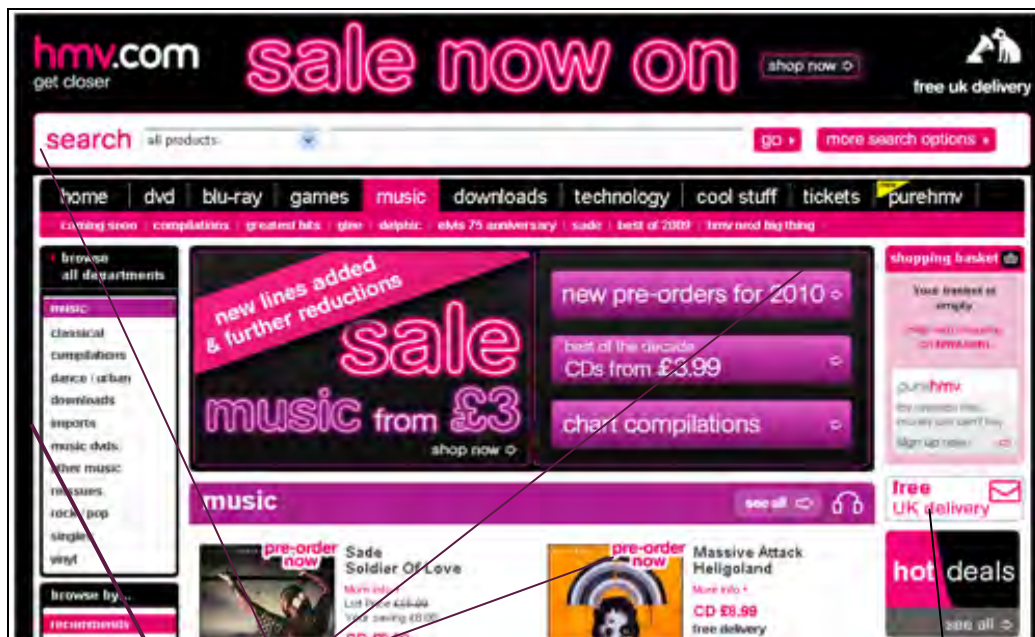 hmv.com
get closer
sale now on
shop now
free uk delivery
search
all products
go
more search options
home dvd blu-ray games music downloads technology cool stuff tickets purehmv
coming soon compilations greatest hits glee delphic elvis 75 anniversary sade best of 2009 hmv next big thing
browse
all departments
music
classical
compilations
dance / urban
downloads
imports
music dvds
other music
reissues
rock / pop
singles
vinyl
browse by...
recommends
new lines added
& further reductions
sale
music from £3
shop now
new pre-orders for 2010
best of the decade
CDs from £3.99
chart compilations
shopping basket
Your basket is
empty
purehmv
sign up now
free
UK delivery
hot deals
see all
music
see all
pre-order
now
Sade
Soldier Of Love
More info
List Price
Your saving
pre-order
now
Massive Attack
Heligoland
More info
CD £8.99
free delivery